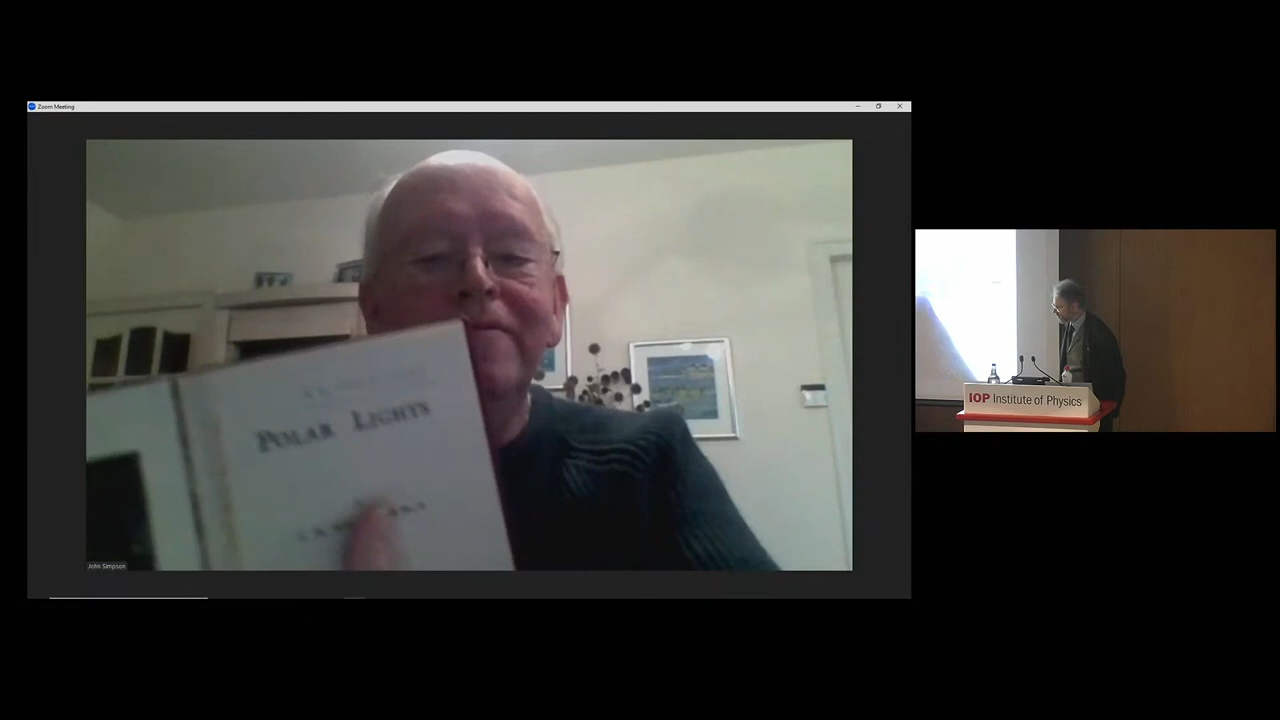 Zoom Meeting
POLAR LIGHTS
John Simpson
IOP Institute of Physics